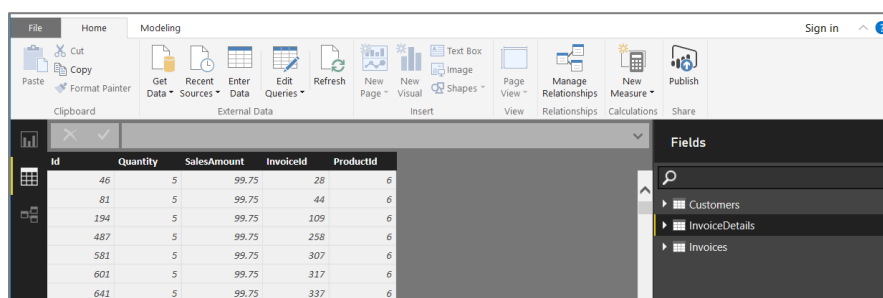 File Home Modeling Sign in
Cut
Copy
Format Painter
Paste
Clipboard
Get Data
Recent Sources
Enter Data
Edit Queries
Refresh
External Data
New Page
New Visual
Text Box
Image
Shapes
Insert
Page View
View
Manage Relationships
Relationships
New Measure
Calculations
Publish
Share
Fields
Id Quantity SalesAmount InvoiceId ProductId
46 5 99.75 28 6
81 5 99.75 44 6
194 5 99.75 109 6
487 5 99.75 258 6
581 5 99.75 307 6
601 5 99.75 317 6
641 5 99.75 337 6
Customers
InvoiceDetails
Invoices